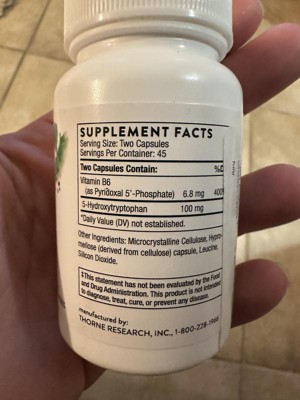 SUPPLEMENT FACTS
Serving Size: Two Capsules
Servings Per Container: 45
Two Capsules Contain:
Vitamin B6
(as Pyridoxal 5'-Phosphate) 6.8 mg 400
5-Hydroxytryptophan 100 mg *
*Daily Value (DV) not established.
Other Ingredients: Microcrystalline Cellulose, Hypro-
mellose (derived from cellulose) capsule, Leucine,
Silicon Dioxide.
‡This statement has not been evaluated by the Food
and Drug Administration. This product is not intended
to diagnose, treat, cure, or prevent any disease.
manufactured by:
THORNE RESEARCH, INC., 1-800-228-1968